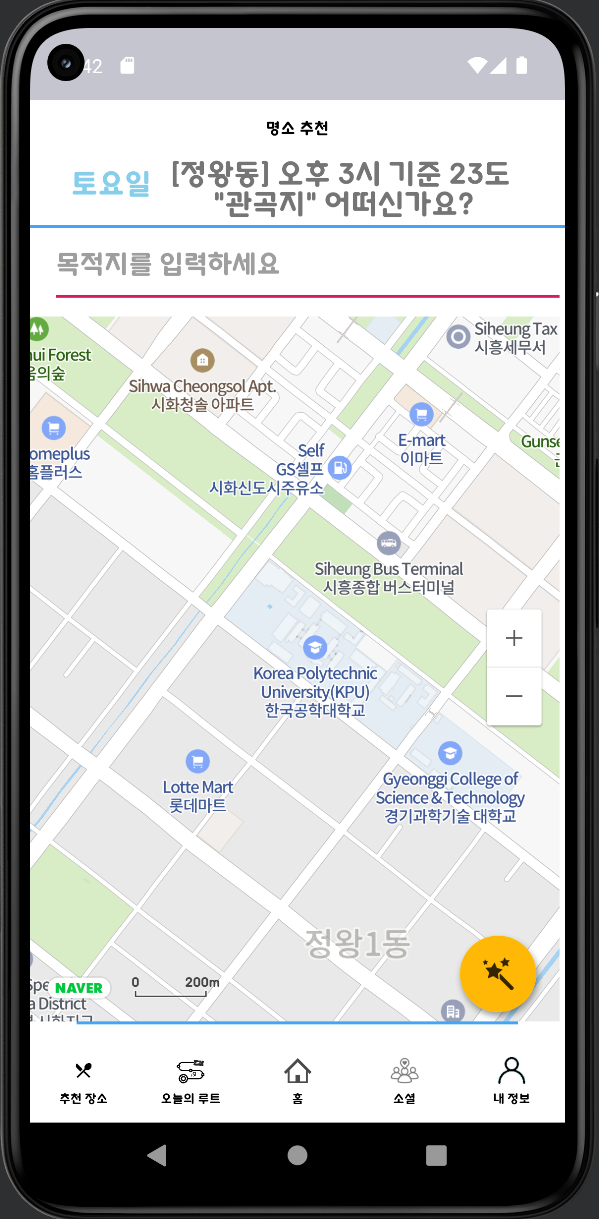 42
명소 추천
토요일
[정왕동] 오후 3시 기준 23도
"관곡지" 어떠신가요?
목적지를 입력하세요
Siheung Tax
시흥세무서
hui Forest
움의숲
Sihwa Cheongsol Apt.
시화청솔 아파트
E-mart
이마트
Gunse
omeplus
홈플러스
Self
GS셀프
시화신도시주유소
Siheung Bus Terminal
시흥종합 버스터미널
+
Korea Polytechnic
University(KPU)
한국공학대학교
−
Lotte Mart
롯데마트
Gyeonggi College of
Science & Technology
경기과학기술 대학교
정왕1동
Spe
NAVER
0 200m
a District
추천 장소
오늘의 루트
홈
소셜
내 정보